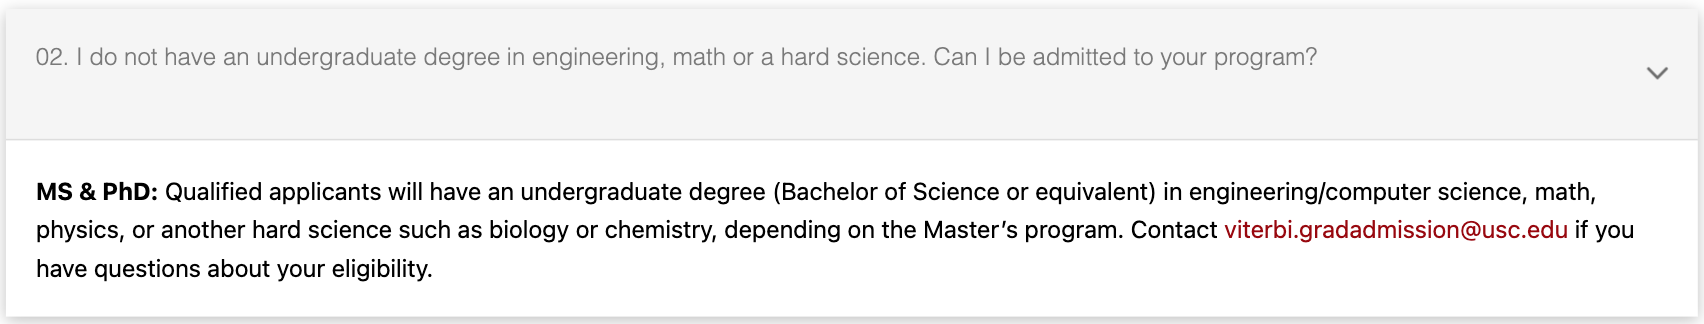 02. I do not have an undergraduate degree in engineering, math or a hard science. Can I be admitted to your program?
MS & PhD: Qualified applicants will have an undergraduate degree (Bachelor of Science or equivalent) in engineering/computer science, math,
physics, or another hard science such as biology or chemistry, depending on the Master’s program. Contact viterbi.gradadmission@usc.edu if you
have questions about your eligibility.